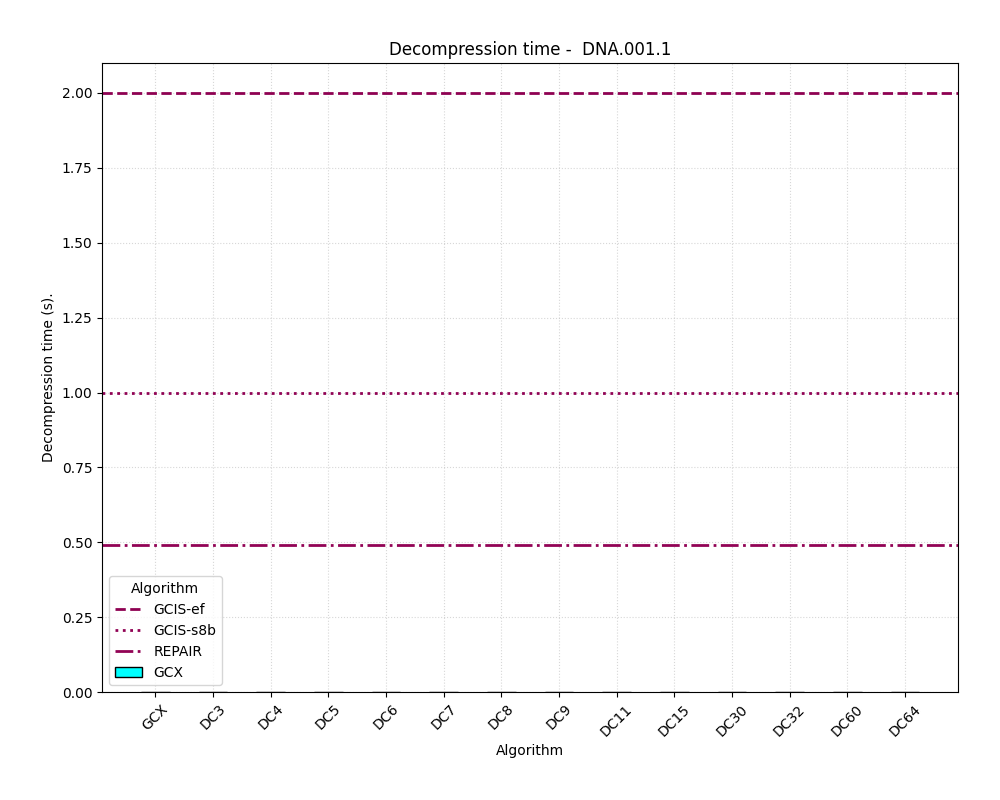 Decompression time - DNA.001.1
2.00
1.75
1.50
1.25
1.00
0.75
0.50
0.25
0.00
Decompression time (s).
Algorithm
GCIS-ef
GCIS-s8b
REPAIR
GCX
GCX DC3 DC4 DC5 DC6 DC7 DC8 DC9 DC11 DC15 DC30 DC32 DC60 DC64
Algorithm